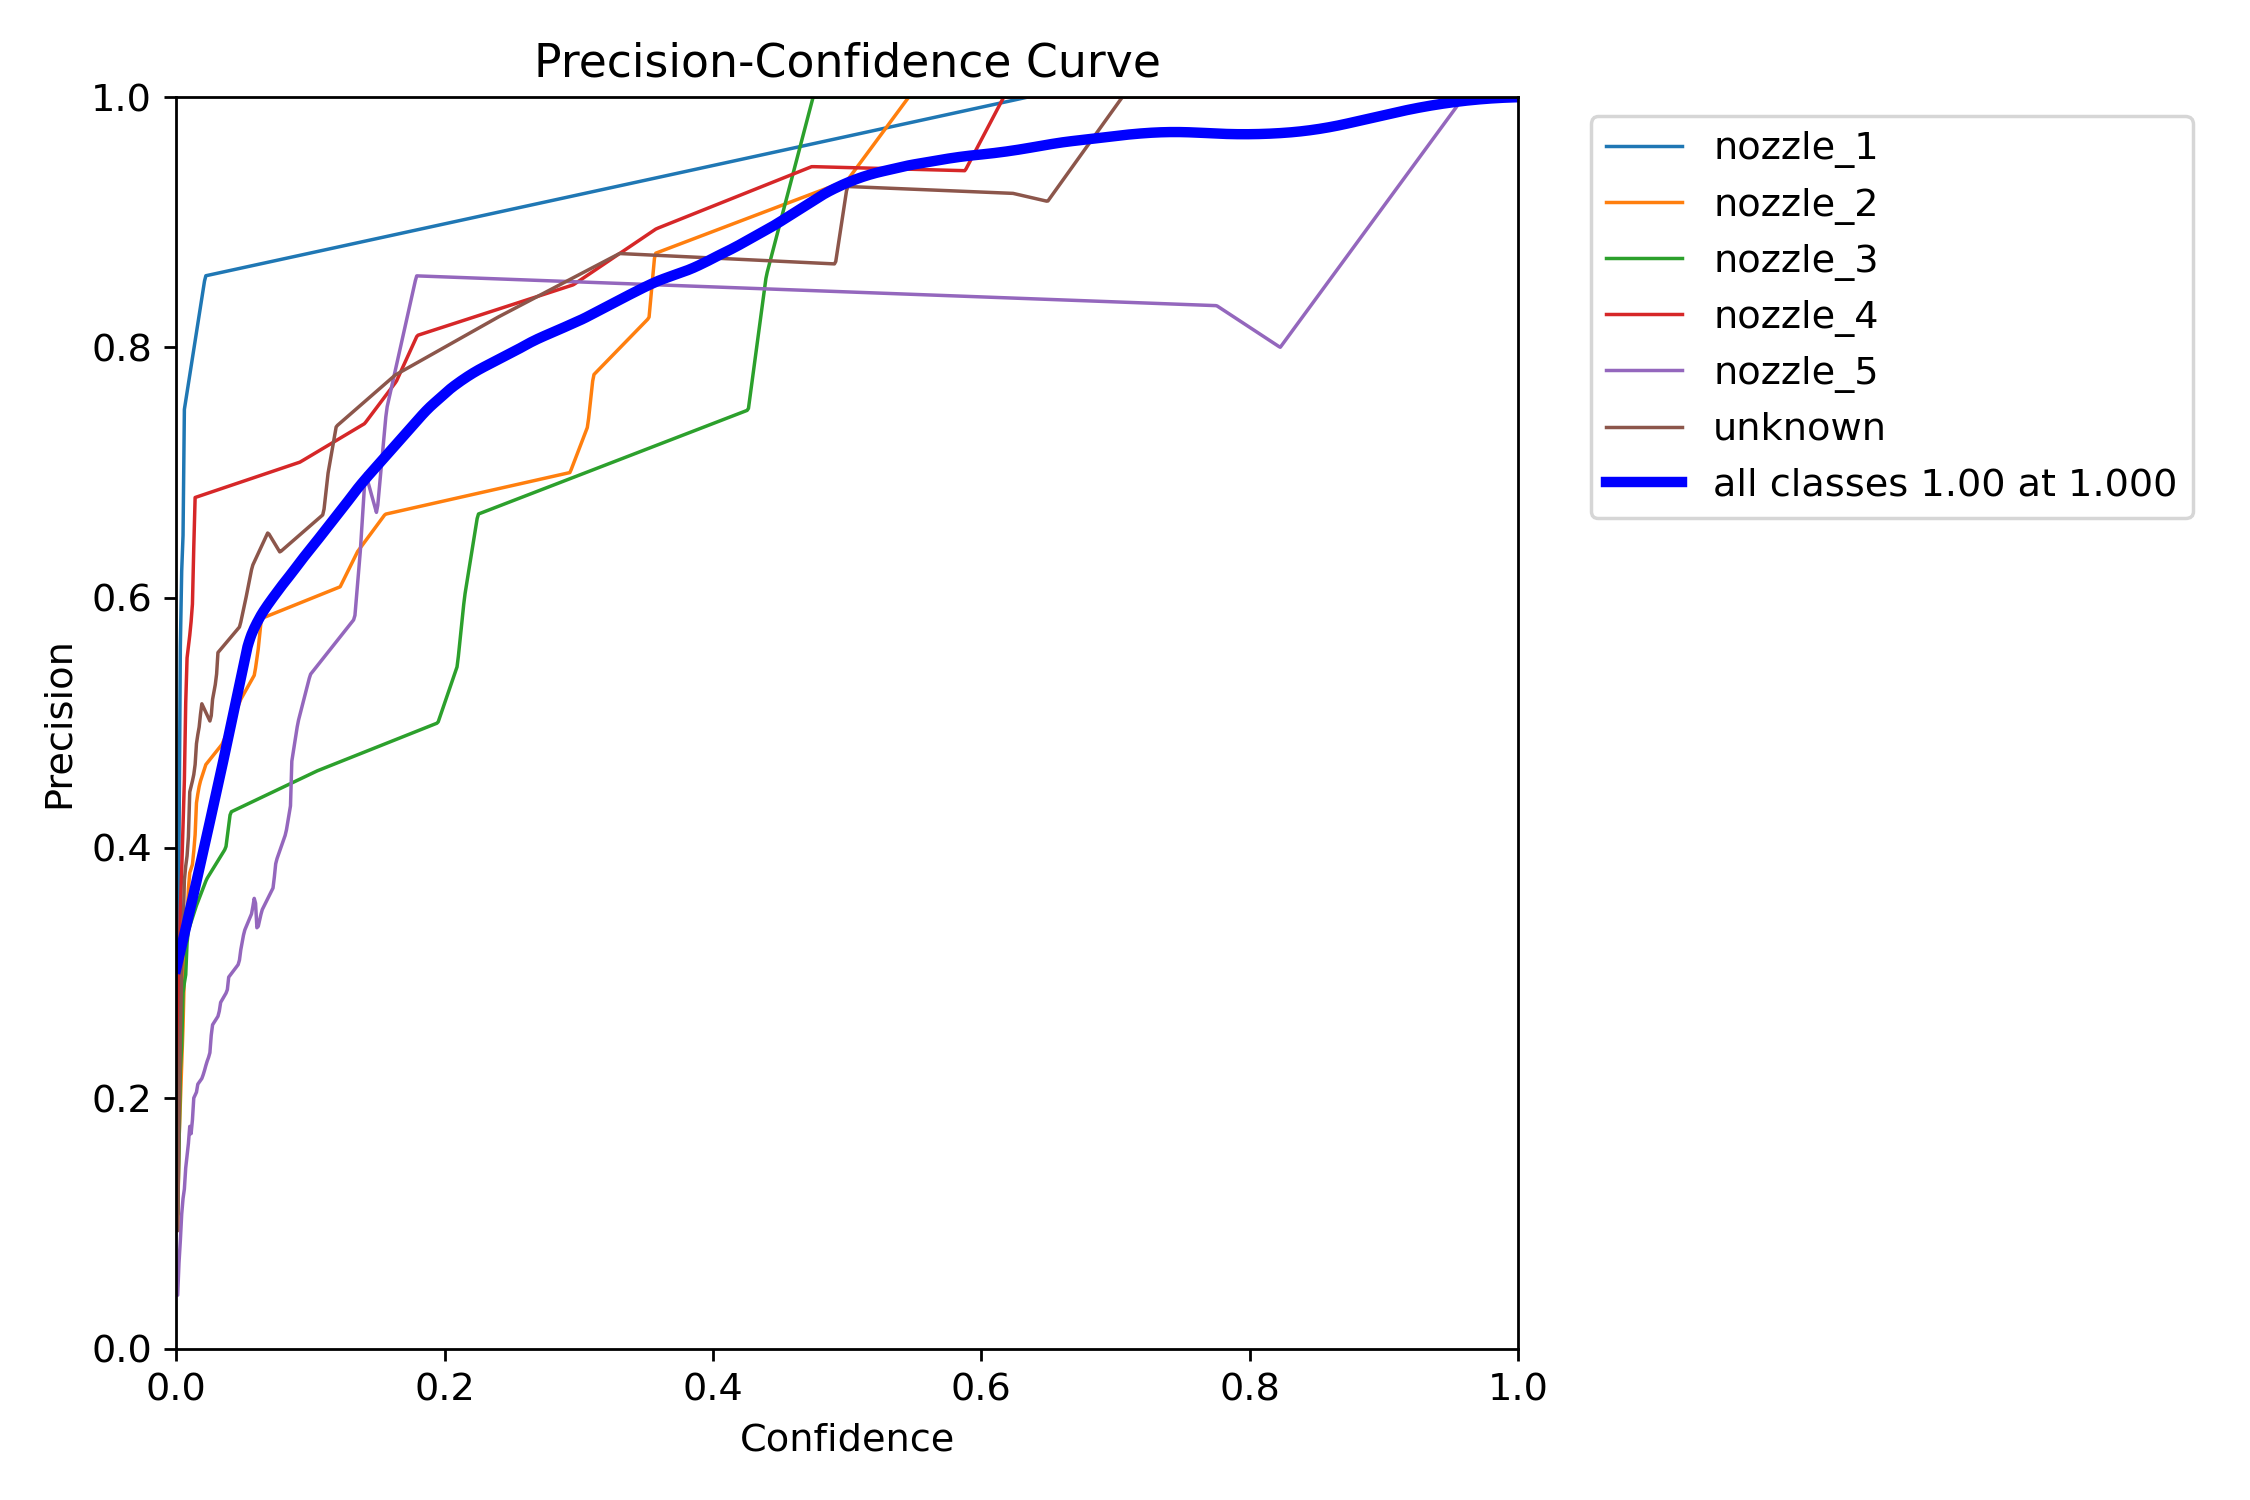 Precision-Confidence Curve
1.0
0.8
0.6
0.4
0.2
0.0
Precision
0.0 0.2 0.4 0.6 0.8 1.0
Confidence
nozzle_1
nozzle_2
nozzle_3
nozzle_4
nozzle_5
unknown
all classes 1.00 at 1.000